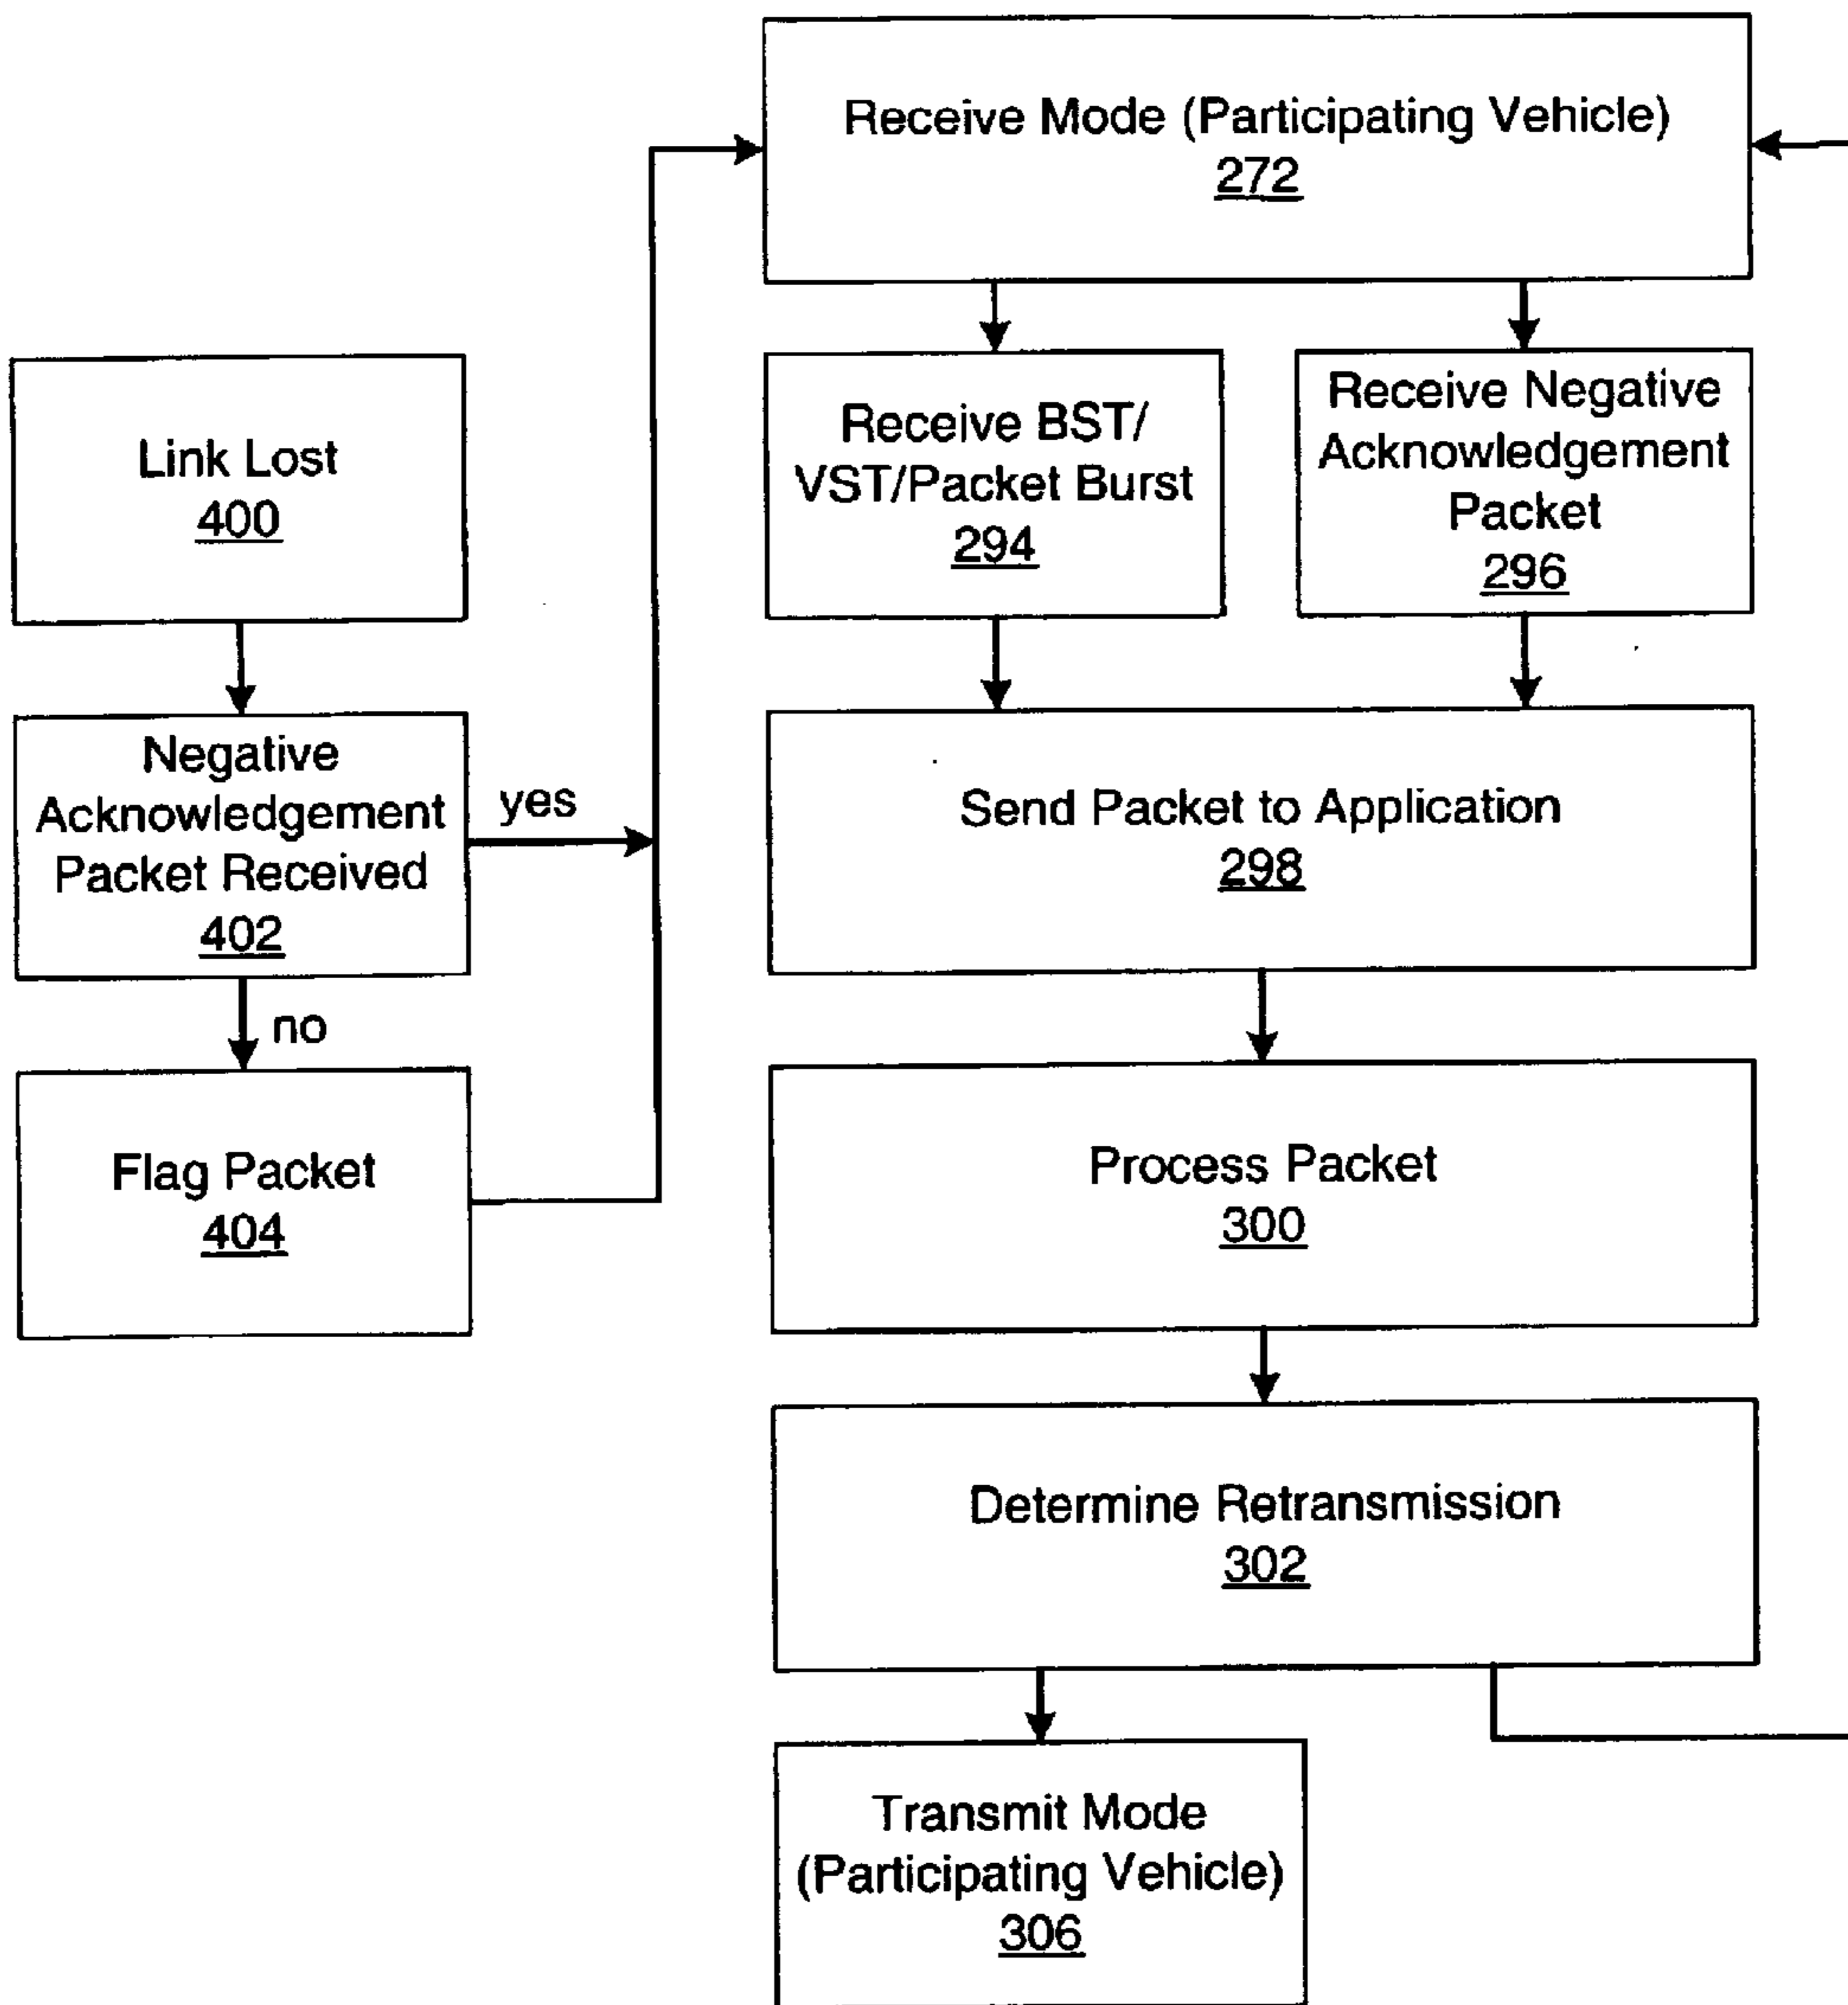 Receive Mode (Participating Vehicle)
272
Link Lost
400
Receive BST/
VST/Packet Burst
294
Receive Negative
Acknowledgement
Packet
296
Negative
Acknowledgement
Packet Received
402
yes
no
Send Packet to Application
298
Flag Packet
404
Process Packet
300
Determine Retransmission
302
Transmit Mode
(Participating Vehicle)
306